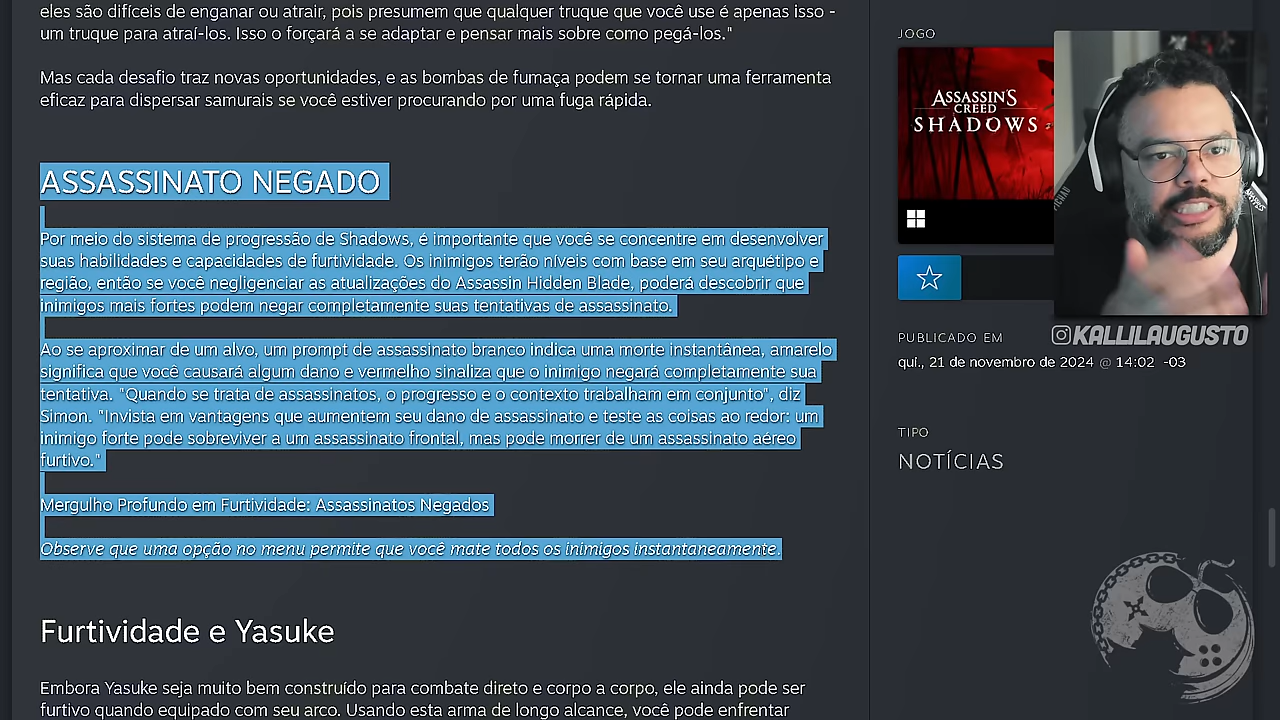 eles são difíceis de enganar ou atrair, pois presumem que qualquer truque que você use é apenas isso -
um truque para atraí-los. Isso o forçará a se adaptar e pensar mais sobre como pegá-los."
Mas cada desafio traz novas oportunidades, e as bombas de fumaça podem se tornar uma ferramenta
eficaz para dispersar samurais se você estiver procurando por uma fuga rápida.
ASSASSINATO NEGADO
Por meio do sistema de progressão de Shadows, é importante que você se concentre em desenvolver
suas habilidades e capacidades de furtividade. Os inimigos terão níveis com base em seu arquétipo e
região, então se você negligenciar as atualizações do Assassin Hidden Blade, poderá descobrir que
inimigos mais fortes podem negar completamente suas tentativas de assassinato.
Ao se aproximar de um alvo, um prompt de assassinato branco indica uma morte instantânea, amarelo
significa que você causará algum dano e vermelho sinaliza que o inimigo negará completamente sua
tentativa. "Quando se trata de assassinatos, o progresso e o contexto trabalham em conjunto", diz
Simon. "Invista em vantagens que aumentem seu dano de assassinato e teste as coisas ao redor: um
inimigo forte pode sobreviver a um assassinato frontal, mas pode morrer de um assassinato aéreo
furtivo."
Mergulho Profundo em Furtividade: Assassinatos Negados
Observe que uma opção no menu permite que você mate todos os inimigos instantaneamente.
Furtividade e Yasuke
Embora Yasuke seja muito bem construído para combate direto e corpo a corpo, ele ainda pode ser
furtivo quando equipado com seu arco. Usando esta arma de longo alcance, você pode enfrentar
JOGO
ASSASSIN'S
CREED
SHADOWS
PICHAU
KALLILAUGUSTO
PUBLICADO EM
qui., 21 de novembro de 2024 @ 14:02 -03
TIPO
NOTÍCIAS